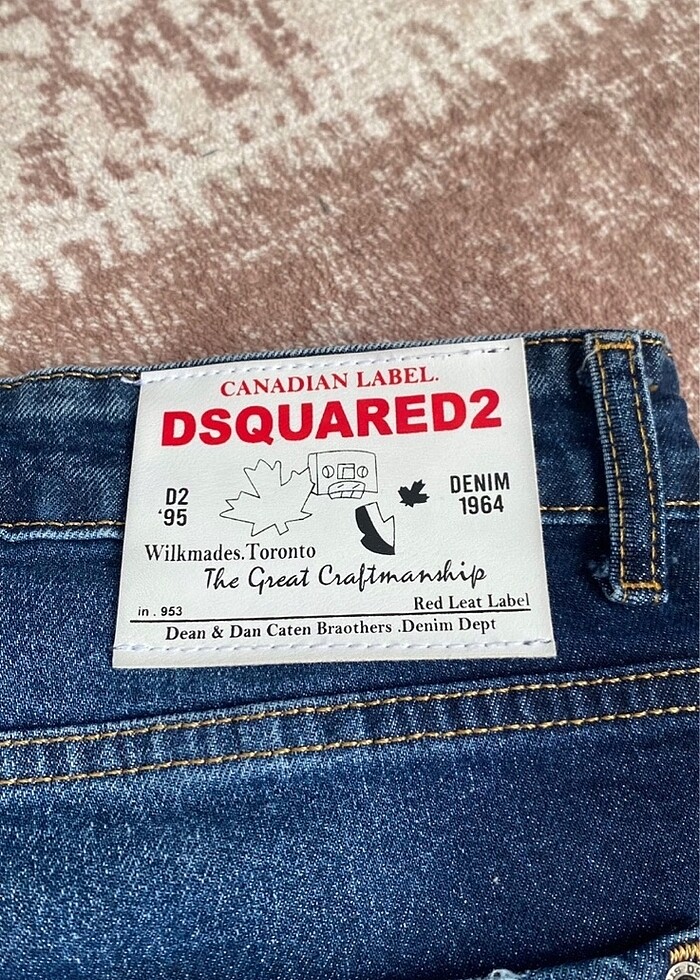 CANADIAN LABEL.
DSQUARED2
D2
'95
DENIM
1964
Wilkmades.Toronto
The Great Craftmanship
in . 953
Red Leat Label
Dean & Dan Caten Braothers .Denim Dept